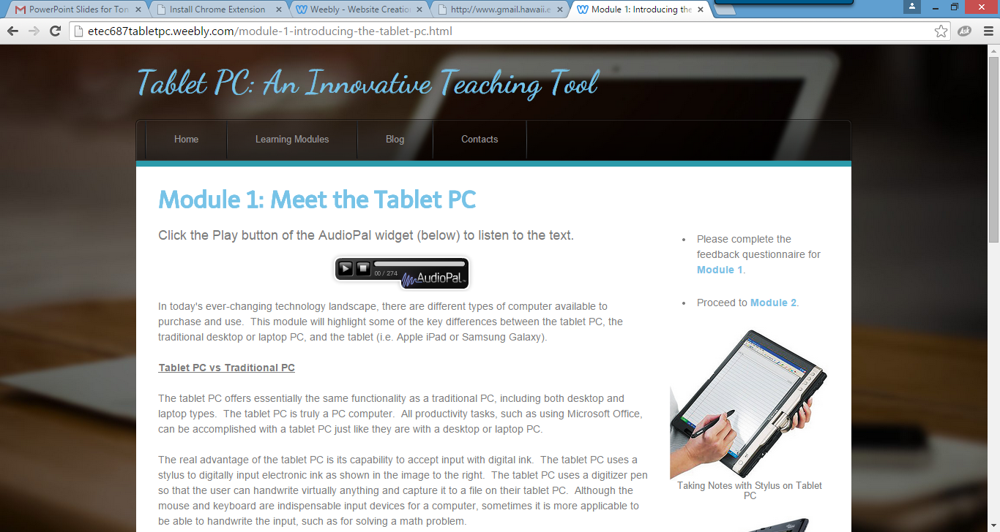 PowerPoint Slides for Ton
Install Chrome Extension
Weebly - Website Creatio
http://www.gmail.hawaii.e
Module 1: Introducing the
etec687tabletpc.weebly.com/module-1-introducing-the-tablet-pc.html
Ask
Tablet PC: An Innovative Teaching Tool
Home
Learning Modules
Blog
Contacts
Module 1: Meet the Tablet PC
Click the Play button of the AudioPal widget (below) to listen to the text.
00 / 274
AudioPal
In today's ever-changing technology landscape, there are different types of computer available to
purchase and use. This module will highlight some of the key differences between the tablet PC, the
traditional desktop or laptop PC, and the tablet (i.e. Apple iPad or Samsung Galaxy).
Tablet PC vs Traditional PC
The tablet PC offers essentially the same functionality as a traditional PC, including both desktop and
laptop types. The tablet PC is truly a PC computer. All productivity tasks, such as using Microsoft Office,
can be accomplished with a tablet PC just like they are with a desktop or laptop PC.
The real advantage of the tablet PC is its capability to accept input with digital ink. The tablet PC uses a
stylus to digitally input electronic ink as shown in the image to the right. The tablet PC uses a digitizer pen
so that the user can handwrite virtually anything and capture it to a file on their tablet PC. Although the
mouse and keyboard are indispensable input devices for a computer, sometimes it is more applicable to
be able to handwrite the input, such as for solving a math problem.
• Please complete the
feedback questionnaire for
Module 1.
• Proceed to Module 2.
Taking Notes with Stylus on Tablet
PC